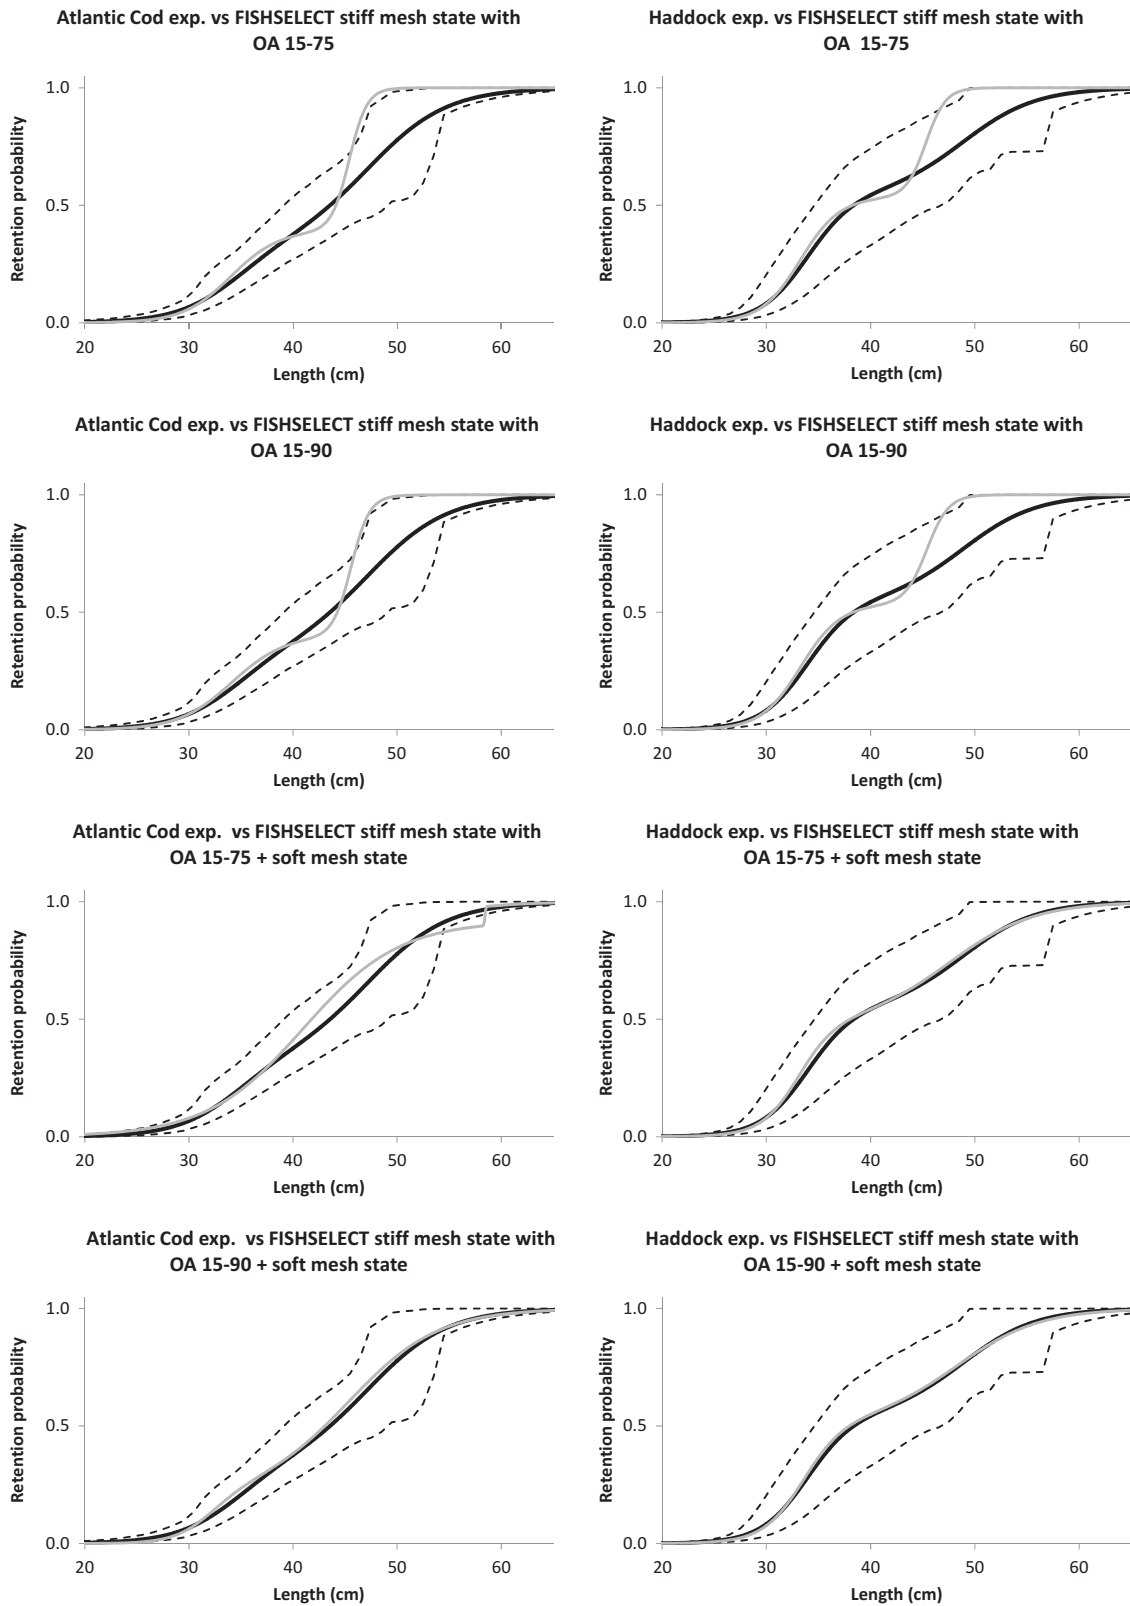 Atlantic Cod exp. vs FISHSELECT stiff mesh state with
OA 15-75
Retention probability
1.0
0.5
0.0
20 30 40 50 60
Length (cm)
Haddock exp. vs FISHSELECT stiff mesh state with
OA 15-75
Retention probability
1.0
0.5
0.0
20 30 40 50 60
Length (cm)
Atlantic Cod exp. vs FISHSELECT stiff mesh state with
OA 15-90
Retention probability
1.0
0.5
0.0
20 30 40 50 60
Length (cm)
Haddock exp. vs FISHSELECT stiff mesh state with
OA 15-90
Retention probability
1.0
0.5
0.0
20 30 40 50 60
Length (cm)
Atlantic Cod exp. vs FISHSELECT stiff mesh state with
OA 15-75 + soft mesh state
Retention probability
1.0
0.5
0.0
20 30 40 50 60
Length (cm)
Haddock exp. vs FISHSELECT stiff mesh state with
OA 15-75 + soft mesh state
Retention probability
1.0
0.5
0.0
20 30 40 50 60
Length (cm)
Atlantic Cod exp. vs FISHSELECT stiff mesh state with
OA 15-90 + soft mesh state
Retention probability
1.0
0.5
0.0
20 30 40 50 60
Length (cm)
Haddock exp. vs FISHSELECT stiff mesh state with
OA 15-90 + soft mesh state
Retention probability
1.0
0.5
0.0
20 30 40 50 60
Length (cm)